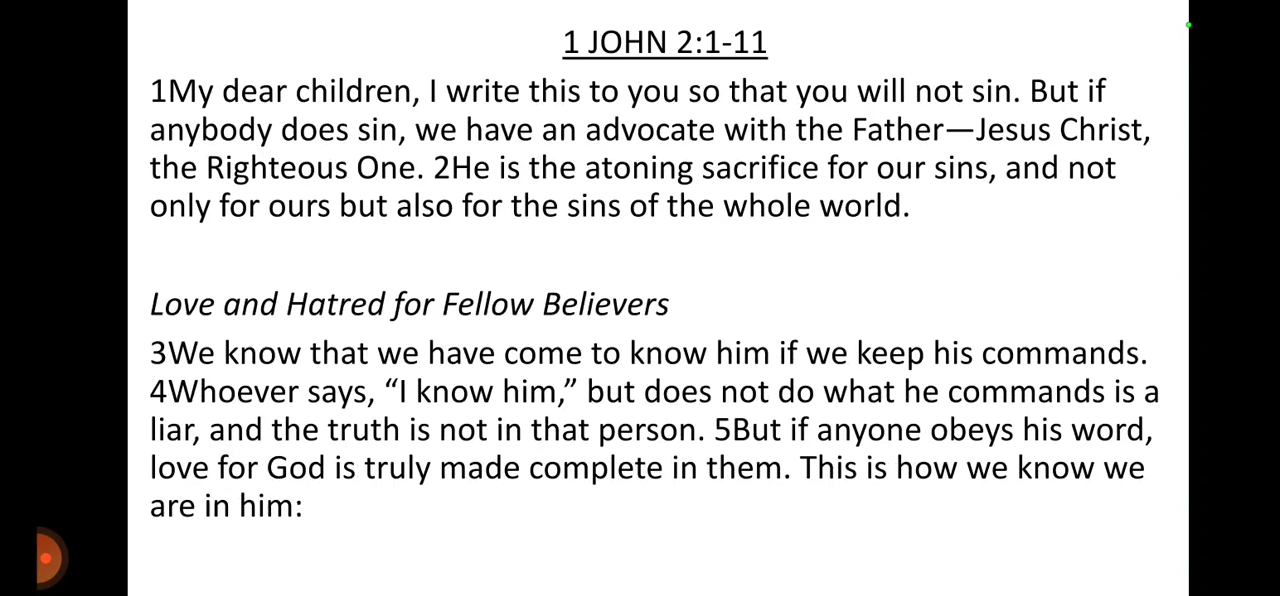 1 JOHN 2:1-11
1My dear children, I write this to you so that you will not sin. But if
anybody does sin, we have an advocate with the Father—Jesus Christ,
the Righteous One. 2He is the atoning sacrifice for our sins, and not
only for ours but also for the sins of the whole world.
Love and Hatred for Fellow Believers
3We know that we have come to know him if we keep his commands.
4Whoever says, “I know him,” but does not do what he commands is a
liar, and the truth is not in that person. 5But if anyone obeys his word,
love for God is truly made complete in them. This is how we know we
are in him: